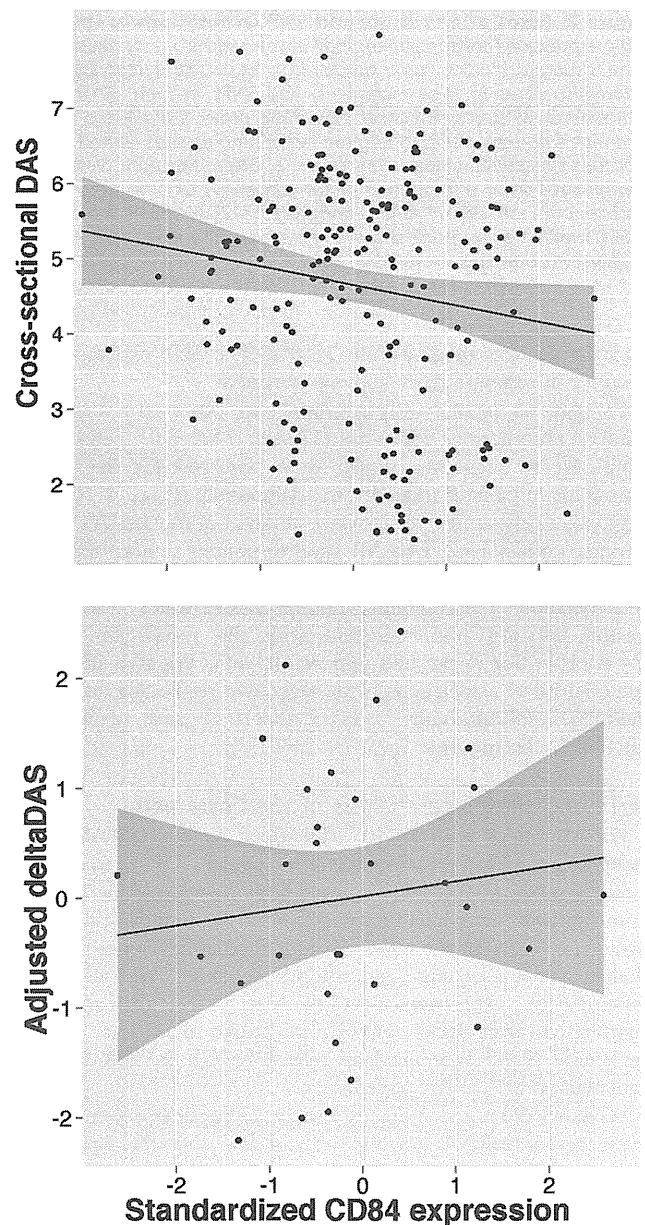 Cross-sectional DAS
7
6
5
4
3
2
Adjusted deltaDAS
2
1
0
-1
-2
-2 -1 0 1 2
Standardized CD84 expression